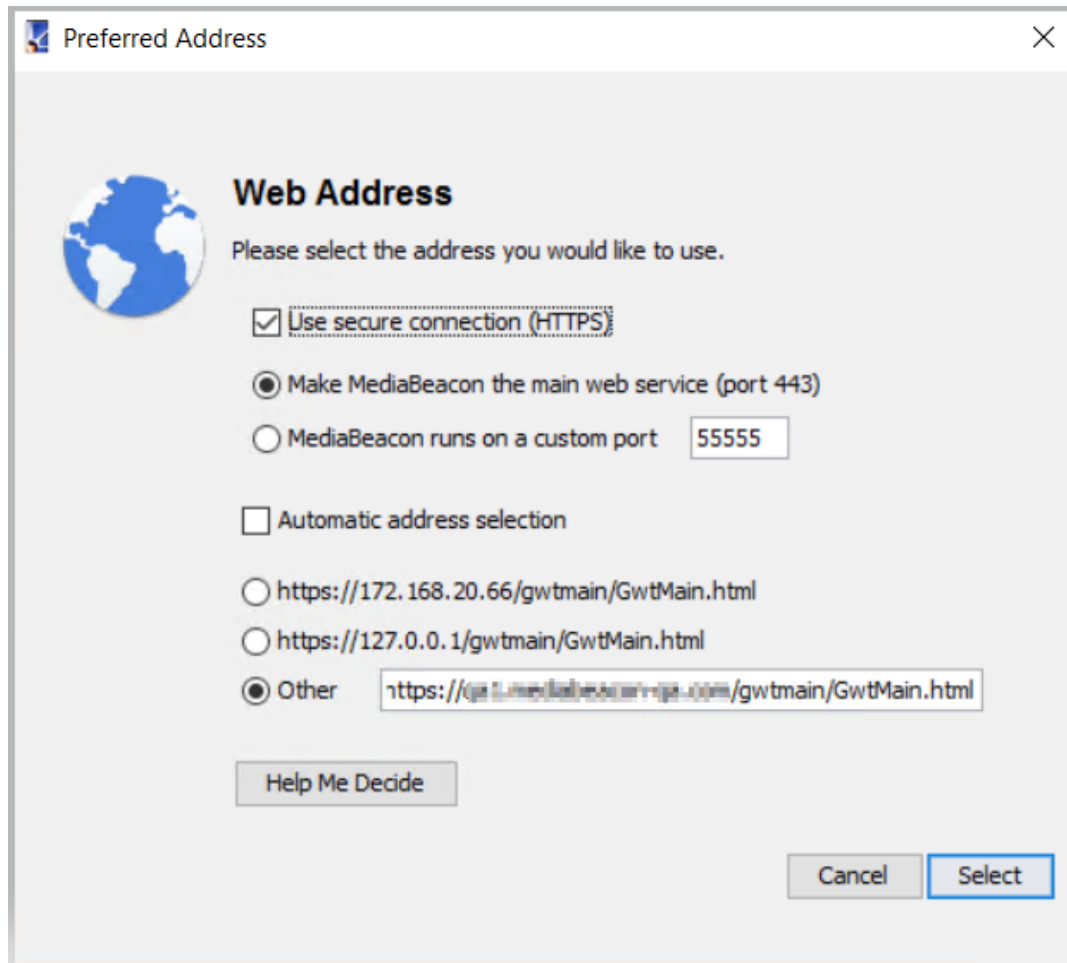 Preferred Address
Web Address
Please select the address you would like to use.
Use secure connection (HTTPS)
Make MediaBeacon the main web service (port 443)
MediaBeacon runs on a custom port 55555
Automatic address selection
https://172.168.20.66/gwtmain/GwtMain.html
https://127.0.0.1/gwtmain/GwtMain.html
Other https:// /gwtmain/GwtMain.html
Help Me Decide
Cancel Select